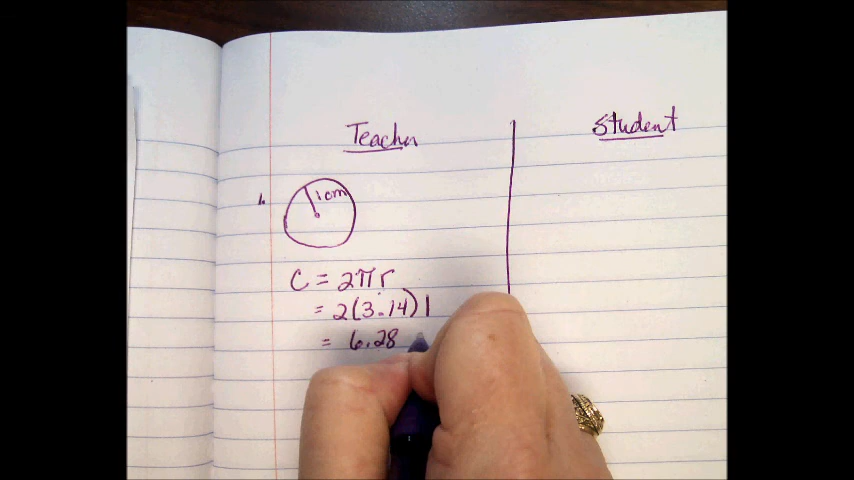 Teacher
Student
1.
1cm
C = 2πr
= 2(3.14)1
= 6.28